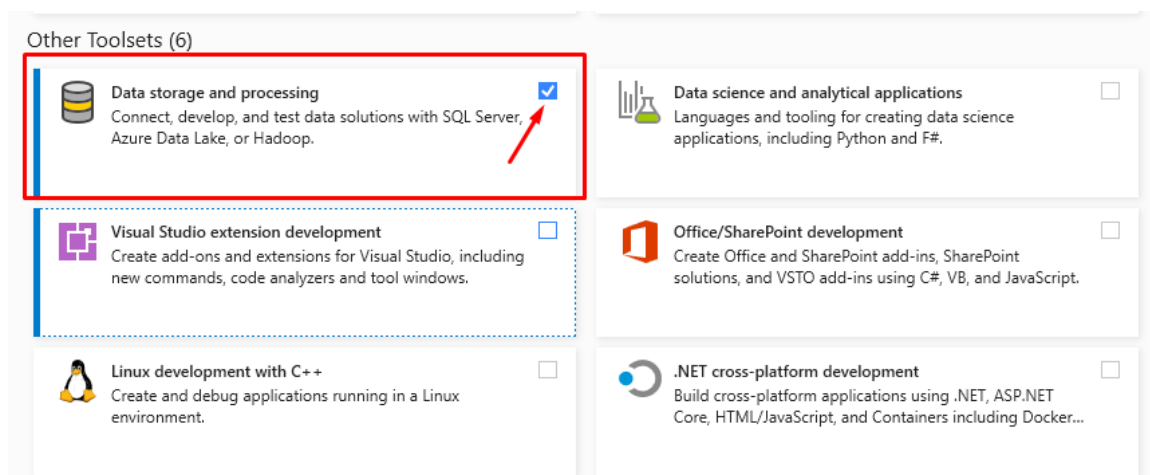 Other Toolsets (6)
Data storage and processing
Connect, develop, and test data solutions with SQL Server,
Azure Data Lake, or Hadoop.
Data science and analytical applications
Languages and tooling for creating data science
applications, including Python and F#.
Visual Studio extension development
Create add-ons and extensions for Visual Studio, including
new commands, code analyzers and tool windows.
Office/SharePoint development
Create Office and SharePoint add-ins, SharePoint
solutions, and VSTO add-ins using C#, VB, and JavaScript.
Linux development with C++
Create and debug applications running in a Linux
environment.
.NET cross-platform development
Build cross-platform applications using .NET, ASP.NET
Core, HTML/JavaScript, and Containers including Docker...